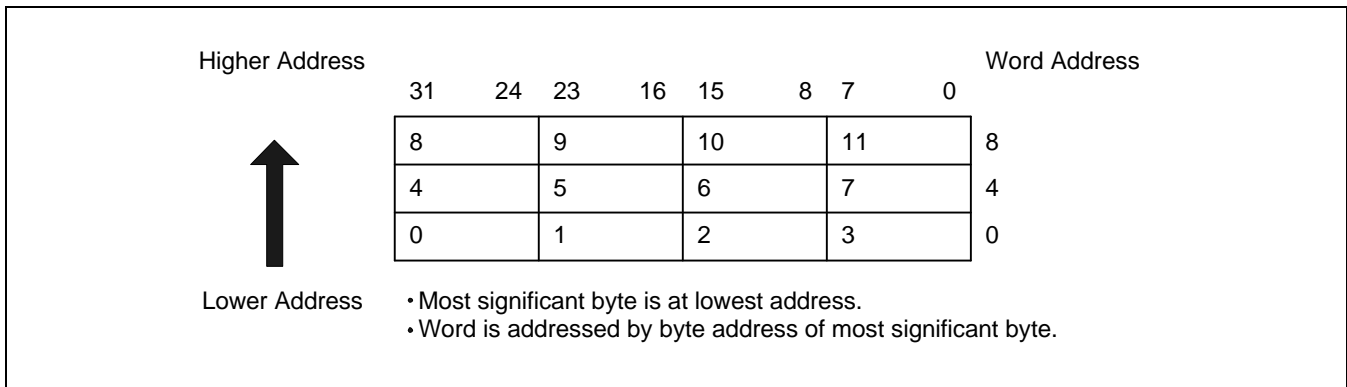 Higher Address Word Address
31 24 23 16 15 8 7 0
8 9 10 11 8
4 5 6 7 4
0 1 2 3 0
Lower Address • Most significant byte is at lowest address.
• Word is addressed by byte address of most significant byte.